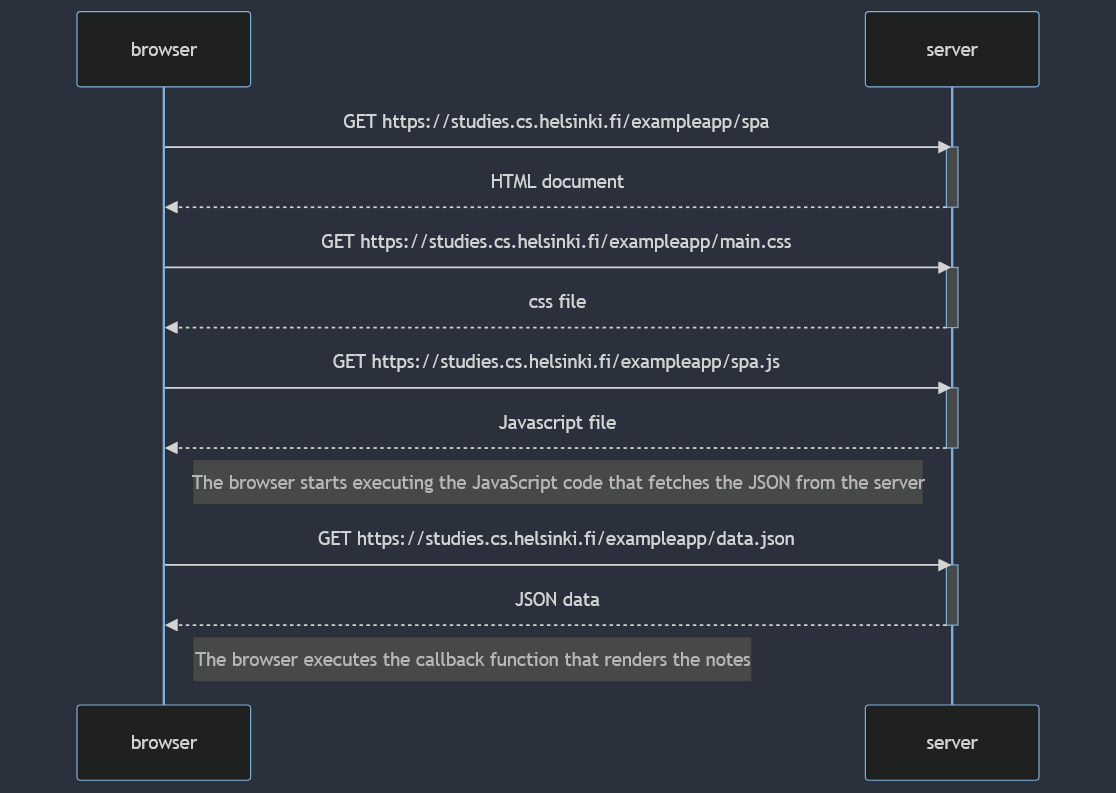 browser
server
GET https://studies.cs.helsinki.fi/exampleapp/spa
HTML document
GET https://studies.cs.helsinki.fi/exampleapp/main.css
css file
GET https://studies.cs.helsinki.fi/exampleapp/spa.js
Javascript file
The browser starts executing the JavaScript code that fetches the JSON from the server
GET https://studies.cs.helsinki.fi/exampleapp/data.json
JSON data
The browser executes the callback function that renders the notes
browser
server